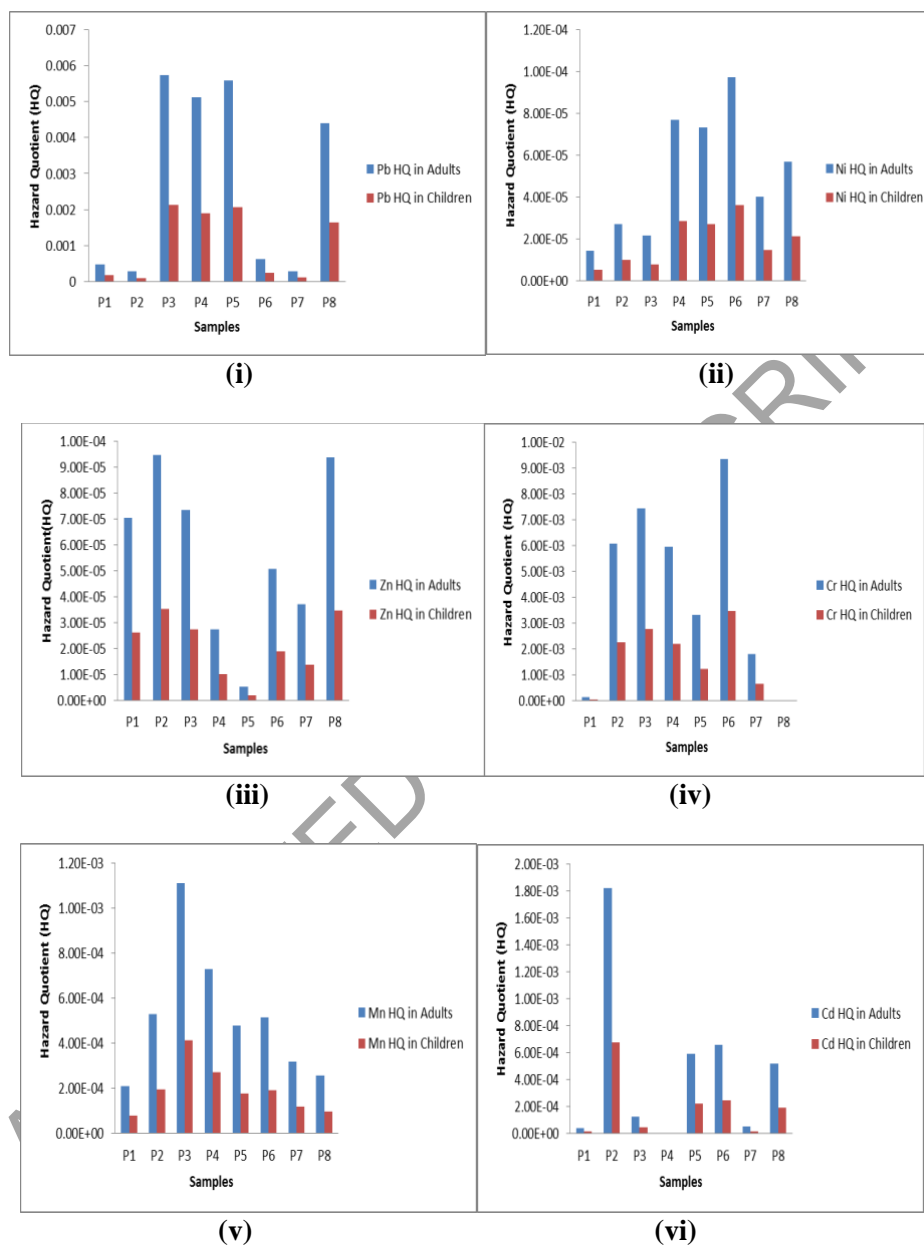 0.007
0.006
0.005
0.004
0.003
0.002
0.001
0
Hazard Quotient (HQ)
P1 P2 P3 P4 P5 P6 P7 P8
Samples
Pb HQ in Adults
Pb HQ in Children
(i)
1.20E-04
1.00E-04
8.00E-05
6.00E-05
4.00E-05
2.00E-05
0.00E+00
Hazard Quotient (HQ)
P1 P2 P3 P4 P5 P6 P7 P8
Samples
Ni HQ in Adults
Ni HQ in Children
(ii)
1.00E-04
9.00E-05
8.00E-05
7.00E-05
6.00E-05
5.00E-05
4.00E-05
3.00E-05
2.00E-05
1.00E-05
0.00E+00
Hazard Quotient(HQ)
P1 P2 P3 P4 P5 P6 P7 P8
Samples
Zn HQ in Adults
Zn HQ in Children
(iii)
1.00E-02
9.00E-03
8.00E-03
7.00E-03
6.00E-03
5.00E-03
4.00E-03
3.00E-03
2.00E-03
1.00E-03
0.00E+00
Hazard Quotient (HQ)
P1 P2 P3 P4 P5 P6 P7 P8
Samples
Cr HQ in Adults
Cr HQ in Children
(iv)
1.20E-03
1.00E-03
8.00E-04
6.00E-04
4.00E-04
2.00E-04
0.00E+00
Hazard Quotient (HQ)
P1 P2 P3 P4 P5 P6 P7 P8
Samples
Mn HQ in Adults
Mn HQ in Children
(v)
2.00E-03
1.80E-03
1.60E-03
1.40E-03
1.20E-03
1.00E-03
8.00E-04
6.00E-04
4.00E-04
2.00E-04
0.00E+00
Hazard Quotient (HQ)
P1 P2 P3 P4 P5 P6 P7 P8
Samples
Cd HQ in Adults
Cd HQ in Children
(vi)